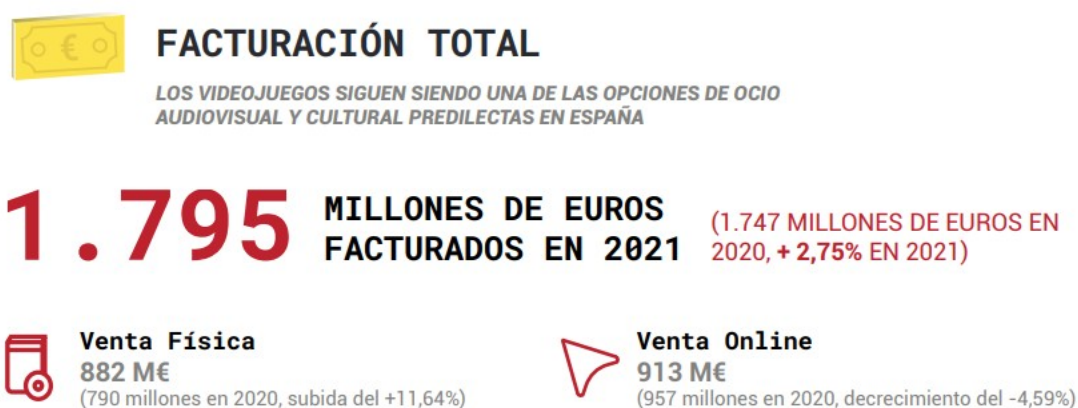 €
FACTURACIÓN TOTAL
LOS VIDEOJUEGOS SIGUEN SIENDO UNA DE LAS OPCIONES DE OCIO
AUDIOVISUAL Y CULTURAL PREDILECTAS EN ESPAÑA
1.795
MILLONES DE EUROS
FACTURADOS EN 2021
(1.747 MILLONES DE EUROS EN
2020, + 2,75% EN 2021)
Venta Física
882 M€
(790 millones en 2020, subida del +11,64%)
Venta Online
913 M€
(957 millones en 2020, decrecimiento del -4,59%)